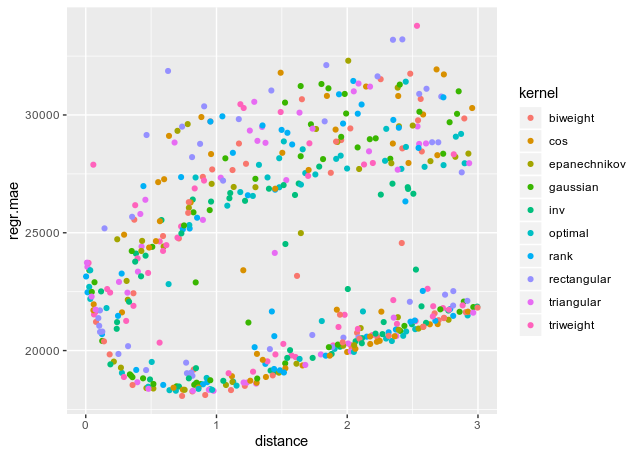 regr.mae
30000
25000
20000
0
1
2
3
distance
kernel
biweight
cos
epanechnikov
gaussian
inv
optimal
rank
rectangular
triangular
triweight